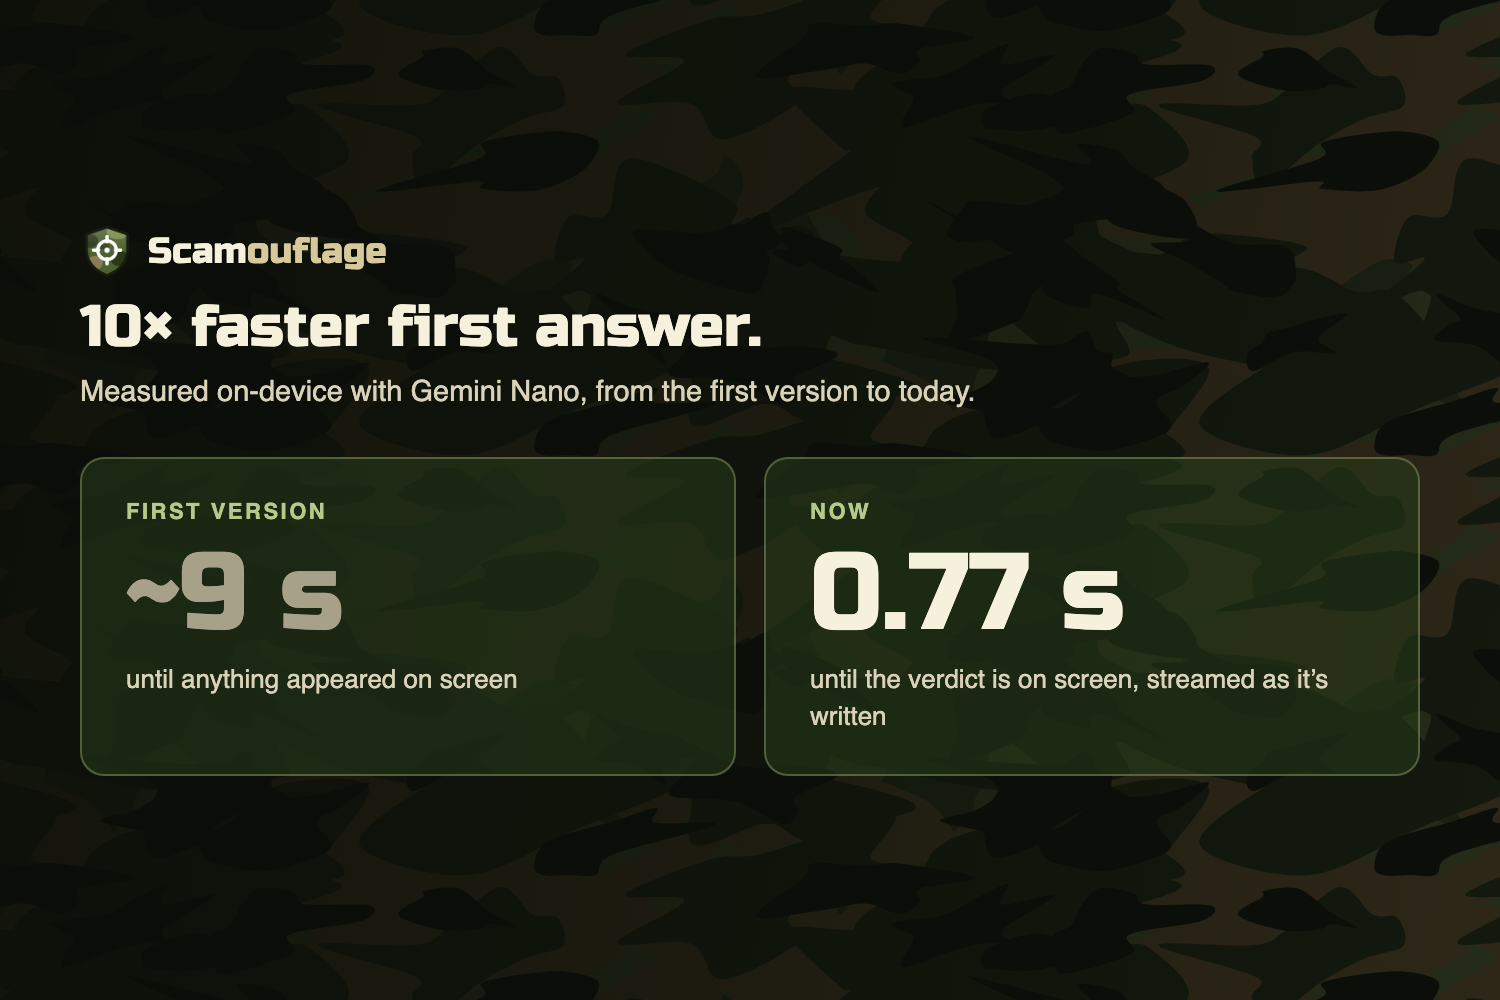 Scamouflage
10× faster first answer.
Measured on-device with Gemini Nano, from the first version to today.
FIRST VERSION
~9 s
until anything appeared on screen
NOW
0.77 s
until the verdict is on screen, streamed as it’s
written